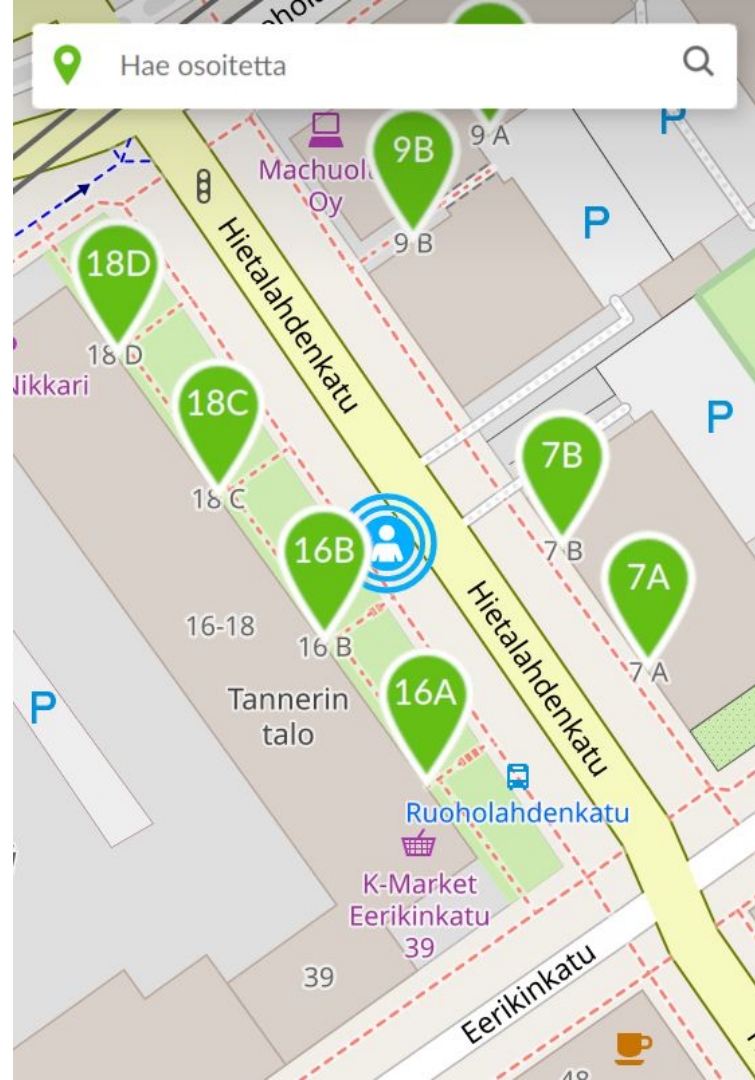 Hae osoitetta
9 A
9B
Machuol
Oy
P
9 B
P
18D
Hietalahdenkatu
18 D
Nikkari
18C
P
7B
18 C
16B
7 B
7A
16-18
16 B
Hietalahdenkatu
7 A
Tannerin
talo
16A
P
Ruoholahdenkatu
K-Market
Eerikinkatu
39
39
Eerikinkatu
48